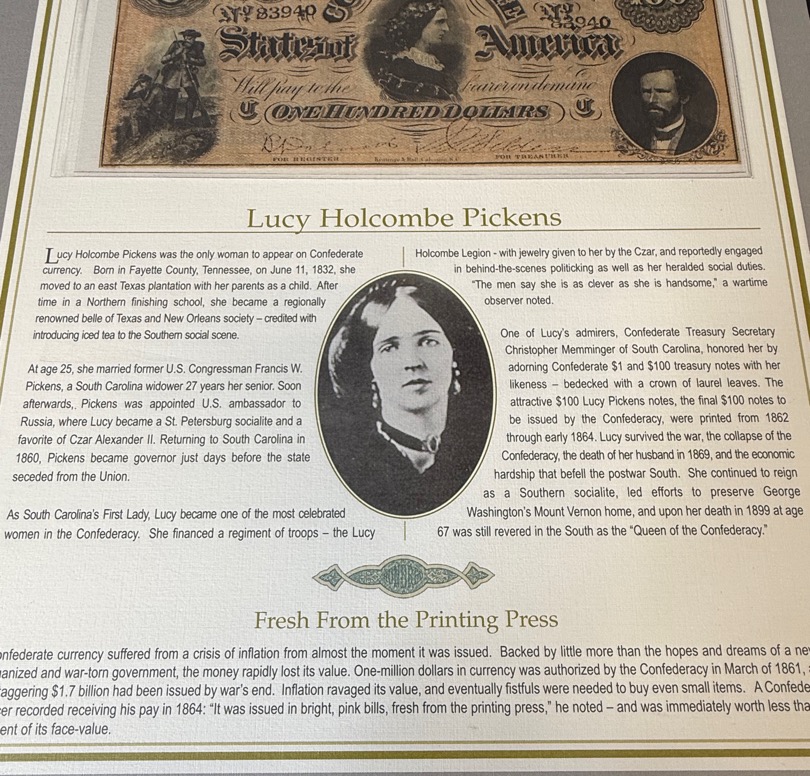 Nº 83940
Nº 83940
States of America
Will pay to the Bearer on demand
C ONE HUNDRED DOLLARS C
FOR REGISTER
FOR TREASURER
Lucy Holcombe Pickens
Lucy Holcombe Pickens was the only woman to appear on Confederate
currency. Born in Fayette County, Tennessee, on June 11, 1832, she
moved to an east Texas plantation with her parents as a child. After
time in a Northern finishing school, she became a regionally
renowned belle of Texas and New Orleans society – credited with
introducing iced tea to the Southern social scene.
At age 25, she married former U.S. Congressman Francis W.
Pickens, a South Carolina widower 27 years her senior. Soon
afterwards,. Pickens was appointed U.S. ambassador to
Russia, where Lucy became a St. Petersburg socialite and a
favorite of Czar Alexander II. Returning to South Carolina in
1860, Pickens became governor just days before the state
seceded from the Union.
As South Carolina's First Lady, Lucy became one of the most celebrated
women in the Confederacy. She financed a regiment of troops – the Lucy
Holcombe Legion - with jewelry given to her by the Czar, and reportedly engaged
in behind-the-scenes politicking as well as her heralded social duties.
"The men say she is as clever as she is handsome," a wartime
observer noted.
One of Lucy's admirers, Confederate Treasury Secretary
Christopher Memminger of South Carolina, honored her by
adorning Confederate $1 and $100 treasury notes with her
likeness – bedecked with a crown of laurel leaves. The
attractive $100 Lucy Pickens notes, the final $100 notes to
be issued by the Confederacy, were printed from 1862
through early 1864. Lucy survived the war, the collapse of the
Confederacy, the death of her husband in 1869, and the economic
hardship that befell the postwar South. She continued to reign
as a Southern socialite, led efforts to preserve George
Washington's Mount Vernon home, and upon her death in 1899 at age
67 was still revered in the South as the "Queen of the Confederacy."
Fresh From the Printing Press
onfederate currency suffered from a crisis of inflation from almost the moment it was issued. Backed by little more than the hopes and dreams of a ne
anized and war-torn government, the money rapidly lost its value. One-million dollars in currency was authorized by the Confederacy in March of 1861,
aggering $1.7 billion had been issued by war's end. Inflation ravaged its value, and eventually fistfuls were needed to buy even small items. A Confede
er recorded receiving his pay in 1864: "It was issued in bright, pink bills, fresh from the printing press," he noted – and was immediately worth less tha
ent of its face-value.